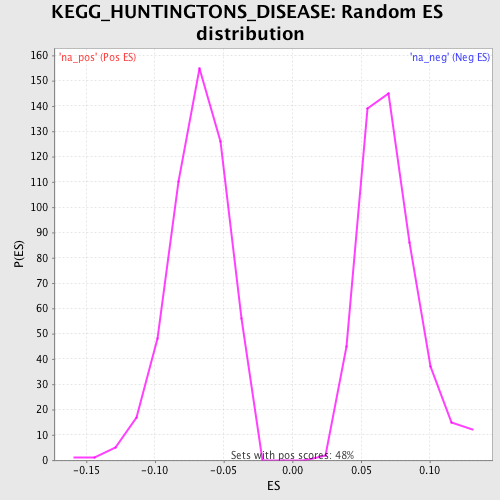 KEGG_HUNTINGTONS_DISEASE: Random ES
distribution
'na_pos' (Pos ES)
'na_neg' (Neg ES)
160
150
140
130
120
110
100
90
80
70
60
50
40
30
20
10
0
P(ES)
Sets with pos scores: 48%
-0.15 -0.10 -0.05 0.00 0.05 0.10
ES